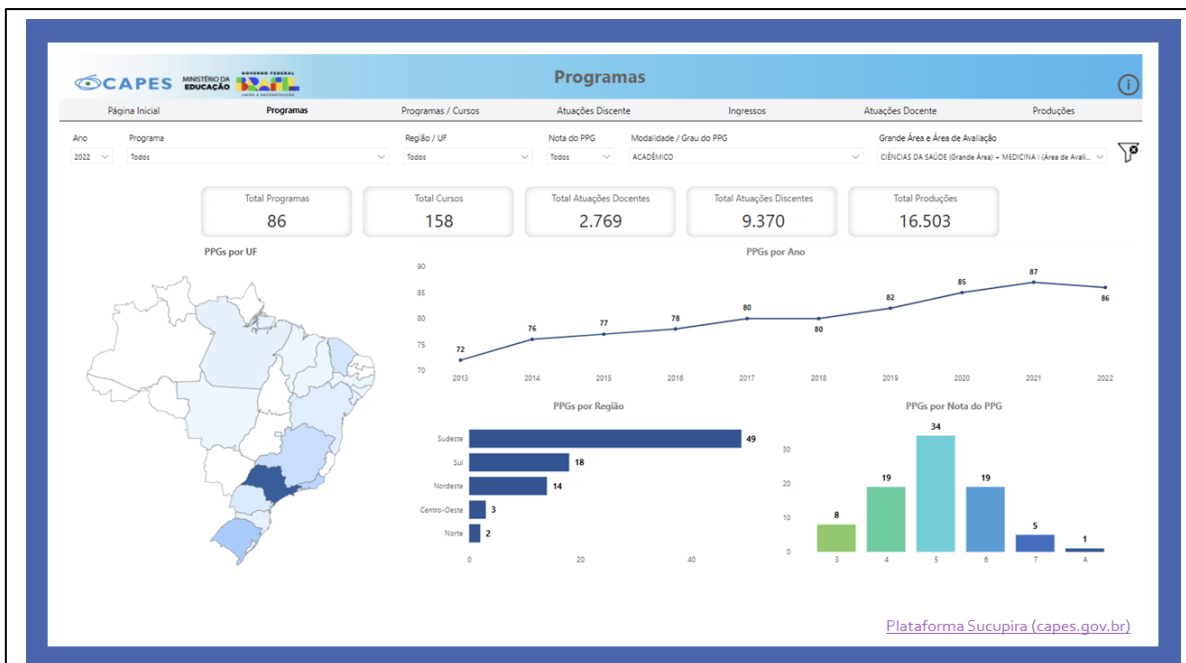 CAPES
MINISTÉRIO DA
EDUCAÇÃO
GOVERNO FEDERAL
BRASIL
UNIÃO E RECONSTRUÇÃO
Programas
Página Inicial
Programas
Programas / Cursos
Atuações Discente
Ingressos
Atuações Docente
Produções
Ano
Programa
Região / UF
Nota do PPG
Modalidade / Grau do PPG
Grande Área e Área de Avaliação
2022
Todos
Todos
Todos
ACADÊMICO
CIÊNCIAS DA SAÚDE (Grande Área) + MEDICINA I (Área de Avali...
Total Programas
86
Total Cursos
158
Total Atuações Docentes
2.769
Total Atuações Discentes
9.370
Total Produções
16.503
PPGs por UF
PPGs por Ano
90
85
80
75
70
72
76
77
78
80
80
82
85
87
86
2013
2014
2015
2016
2017
2018
2019
2020
2021
2022
PPGs por Região
Sudeste
49
Sul
18
Nordeste
14
Centro-Oeste
3
Norte
2
0
20
40
PPGs por Nota do PPG
30
20
10
0
8
19
34
19
5
1
3
4
5
6
7
A
Plataforma Sucupira (capes.gov.br)